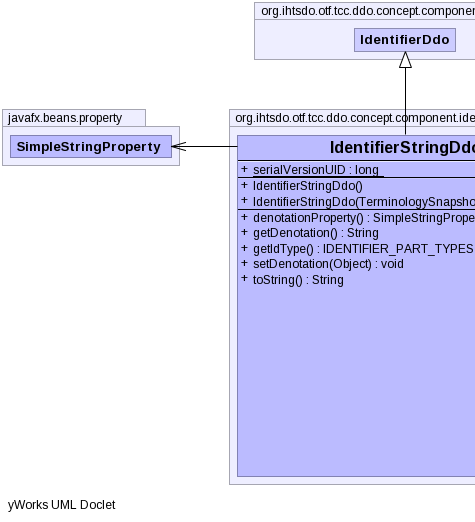 org.ihtsdo.otf.tcc.ddo.concept.component
IdentifierDdo
javafx.beans.property
SimpleStringProperty
org.ihtsdo.otf.tcc.ddo.concept.component.ide
IdentifierStringDdo
+ serialVersionUID : long
+ IdentifierStringDdo()
+ IdentifierStringDdo(TerminologySnapsho
+ denotationProperty() : SimpleStringPrope
+ getDenotation() : String
+ getIdType() : IDENTIFIER_PART_TYPES
+ setDenotation(Object) : void
+ toString() : String
yWorks UML Doclet